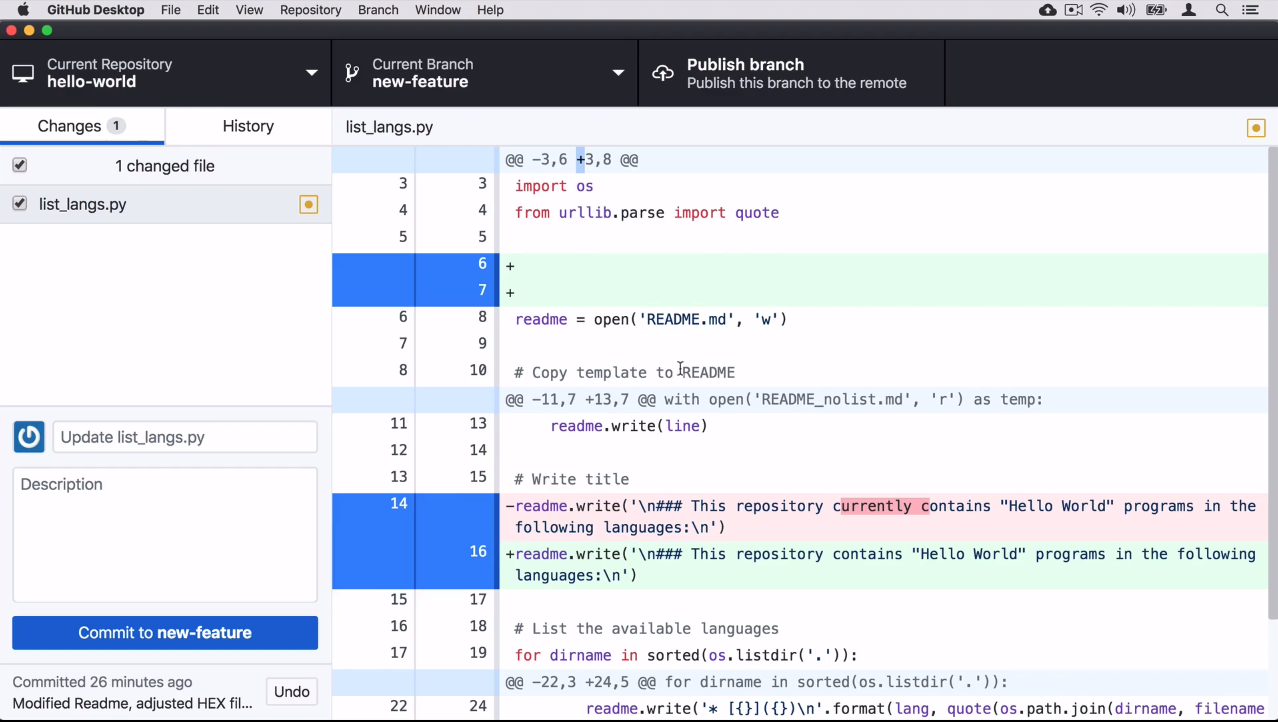 GitHub Desktop File Edit View Repository Branch Window Help
Current Repository
hello-world
Current Branch
new-feature
Publish branch
Publish this branch to the remote
Changes 1
History
list_langs.py
1 changed file
list_langs.py
@@ -3,6 +3,8 @@
3 3 import os
4 4 from urllib.parse import quote
5 5
6 +
7 +
6 8 readme = open('README.md', 'w')
7 9
8 10 # Copy template to README
@@ -11,7 +13,7 @@ with open('README_nolist.md', 'r') as temp:
11 13 readme.write(line)
12 14
13 15 # Write title
14 -readme.write('\n### This repository currently contains "Hello World" programs in the
following languages:\n')
16 +readme.write('\n### This repository contains "Hello World" programs in the following
languages:\n')
15 17
16 18 # List the available languages
17 19 for dirname in sorted(os.listdir('.')):
@@ -22,3 +24,5 @@ for dirname in sorted(os.listdir('.')):
22 24 readme.write('* [{}]({})\n'.format(lang, quote(os.path.join(dirname, filename
Update list_langs.py
Description
Commit to new-feature
Committed 26 minutes ago
Modified Readme, adjusted HEX fil...
Undo